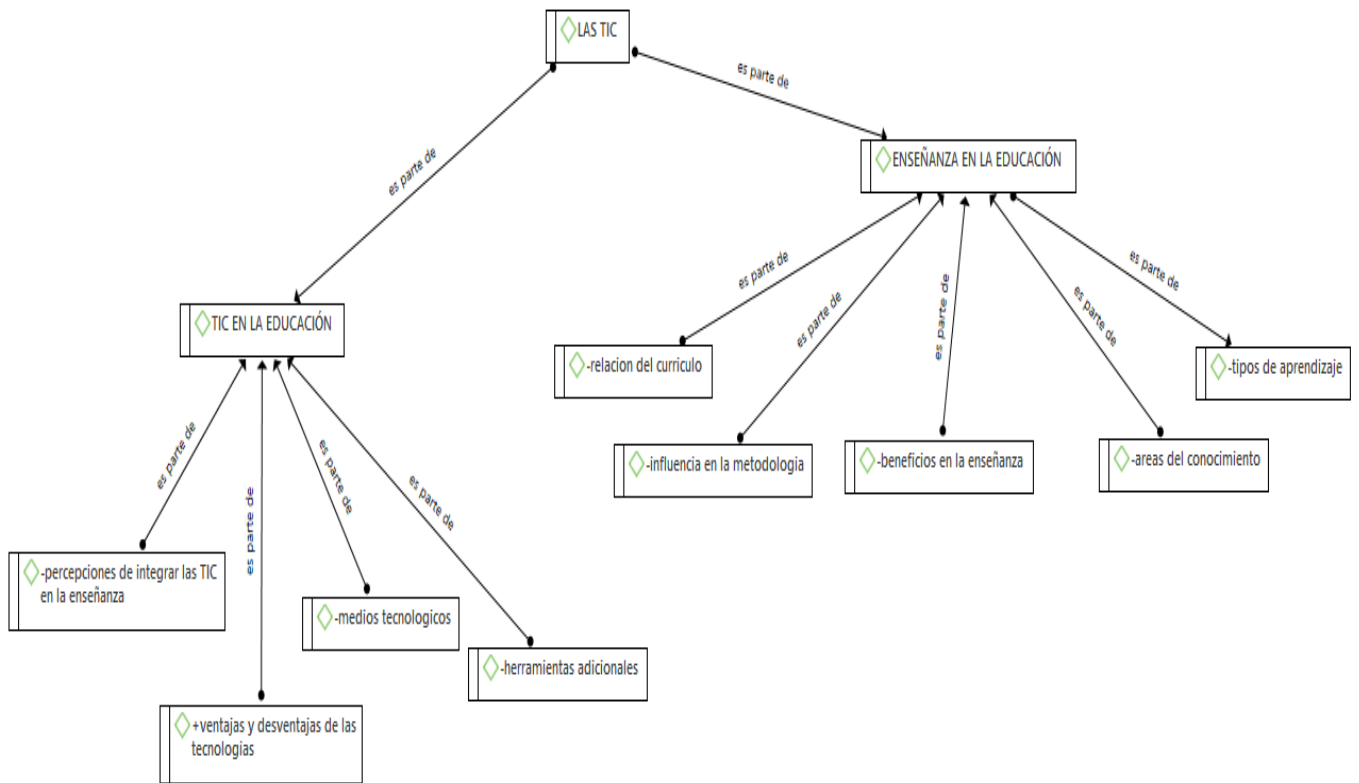 LAS TIC
es parte de
es parte de
ENSEÑANZA EN LA EDUCACIÓN
TIC EN LA EDUCACIÓN
es parte de
es parte de
es parte de
es parte de
es parte de
-relacion del curriculo
-tipos de aprendizaje
-influencia en la metodologia
-beneficios en la enseñanza
-areas del conocimiento
es parte de
es parte de
es parte de
es parte de
-percepciones de integrar las TIC
en la enseñanza
-medios tecnologicos
-herramientas adicionales
+ventajas y desventajas de las
tecnologias